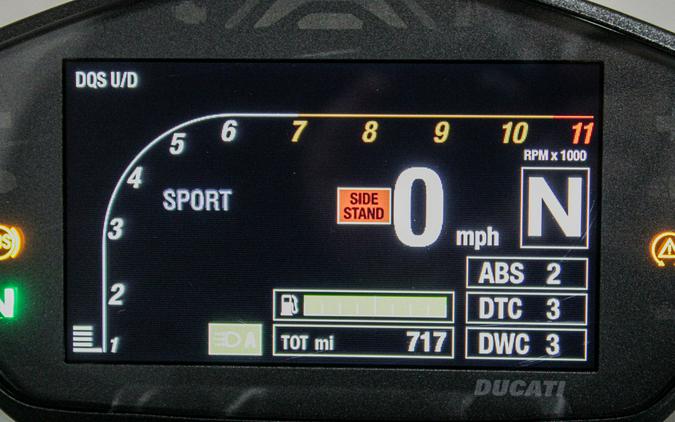 DQS U/D
1
2
3
4
5
6
7
8
9
10
11
RPM x 1000
SPORT
SIDE
STAND
0
mph
N
ABS 2
DTC 3
DWC 3
A
TOT mi 717
N
DUCATI